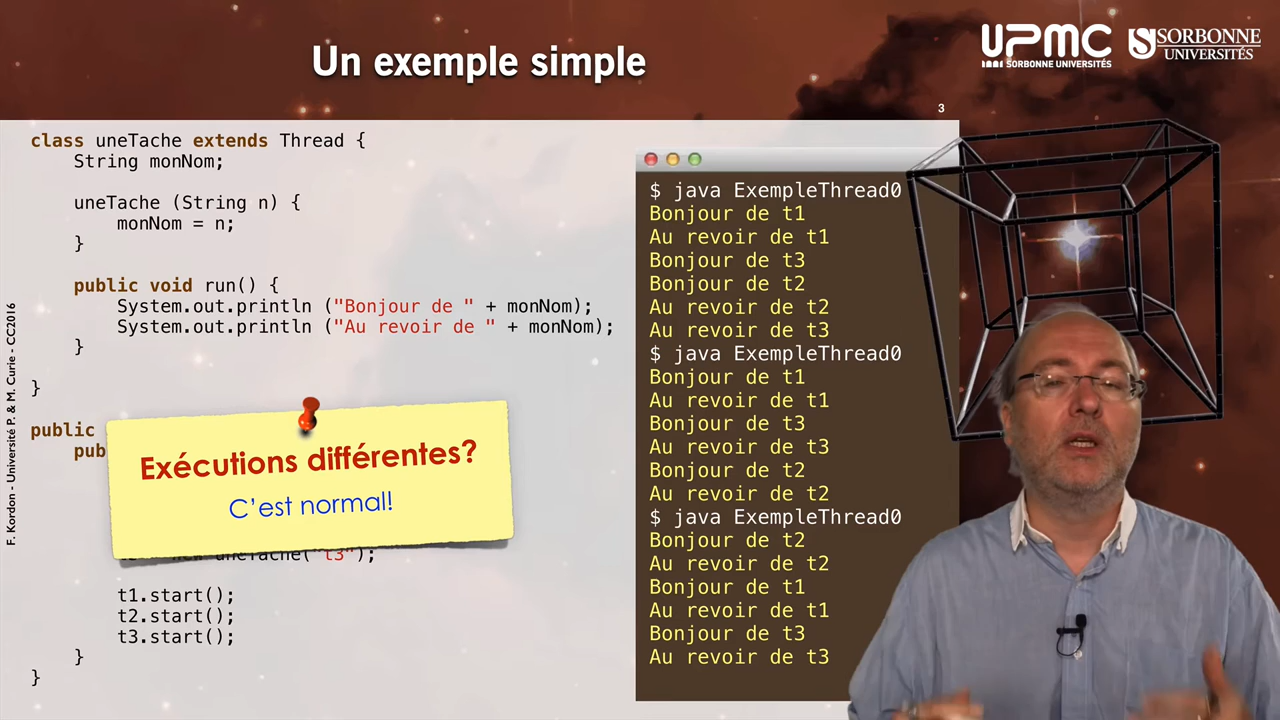 Un exemple simple
UPMC
SORBONNE UNIVERSITÉS
SORBONNE
UNIVERSITÉS
3
class uneTache extends Thread {
String monNom;
uneTache (String n) {
monNom = n;
}
public void run() {
System.out.println ("Bonjour de " + monNom);
System.out.println ("Au revoir de " + monNom);
}
}
public
pub
Exécutions différentes?
C'est normal!
new uneTache("t3");
t1.start();
t2.start();
t3.start();
}
}
$ java ExempleThread0
Bonjour de t1
Au revoir de t1
Bonjour de t3
Bonjour de t2
Au revoir de t2
Au revoir de t3
$ java ExempleThread0
Bonjour de t1
Au revoir de t1
Bonjour de t3
Au revoir de t3
Bonjour de t2
Au revoir de t2
$ java ExempleThread0
Bonjour de t2
Au revoir de t2
Bonjour de t1
Au revoir de t1
Bonjour de t3
Au revoir de t3
F. Kordon - Université P. & M. Curie - CC2016